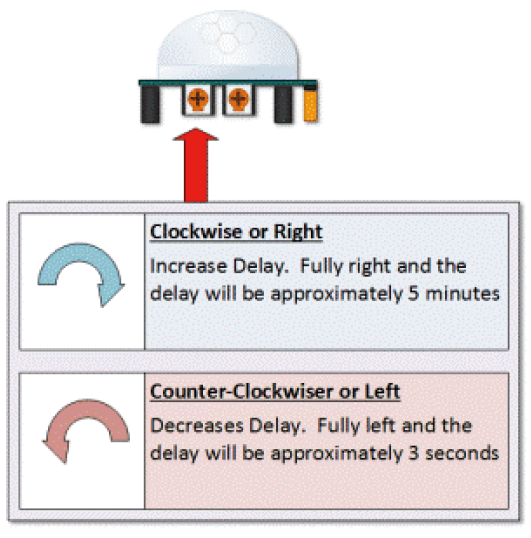 Clockwise or Right
Increase Delay.  Fully right and the
delay will be approximately 5 minutes
Counter-Clockwiser or Left
Decreases Delay.  Fully left and the
delay will be approximately 3 seconds